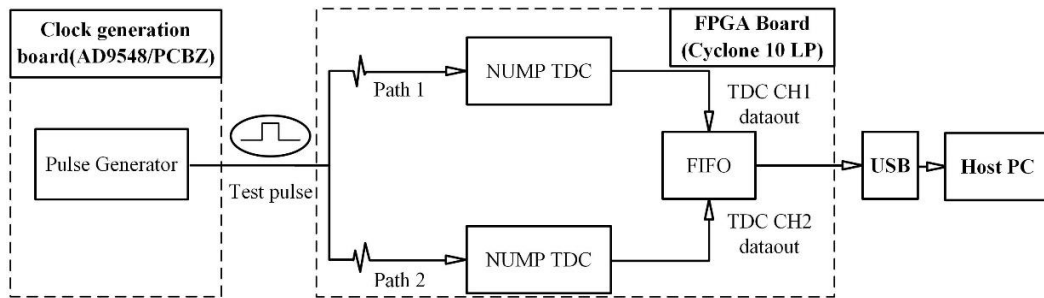 Clock generation
board(AD9548/PCBZ)
Pulse Generator
Test pulse
FPGA Board
(Cyclone 10 LP)
Path 1
NUMP TDC
TDC CH1
dataout
FIFO
USB
Host PC
TDC CH2
dataout
Path 2
NUMP TDC